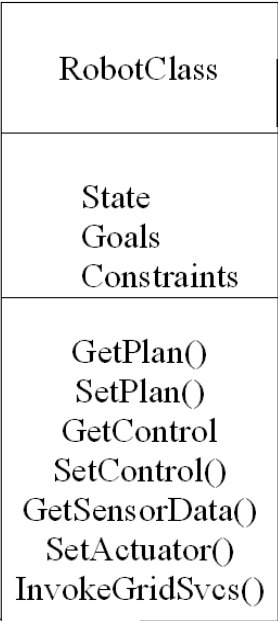 RobotClass
State
Goals
Constraints
GetPlan()
SetPlan()
GetControl
SetControl()
GetSensorData()
SetActuator()
InvokeGridSvcs()